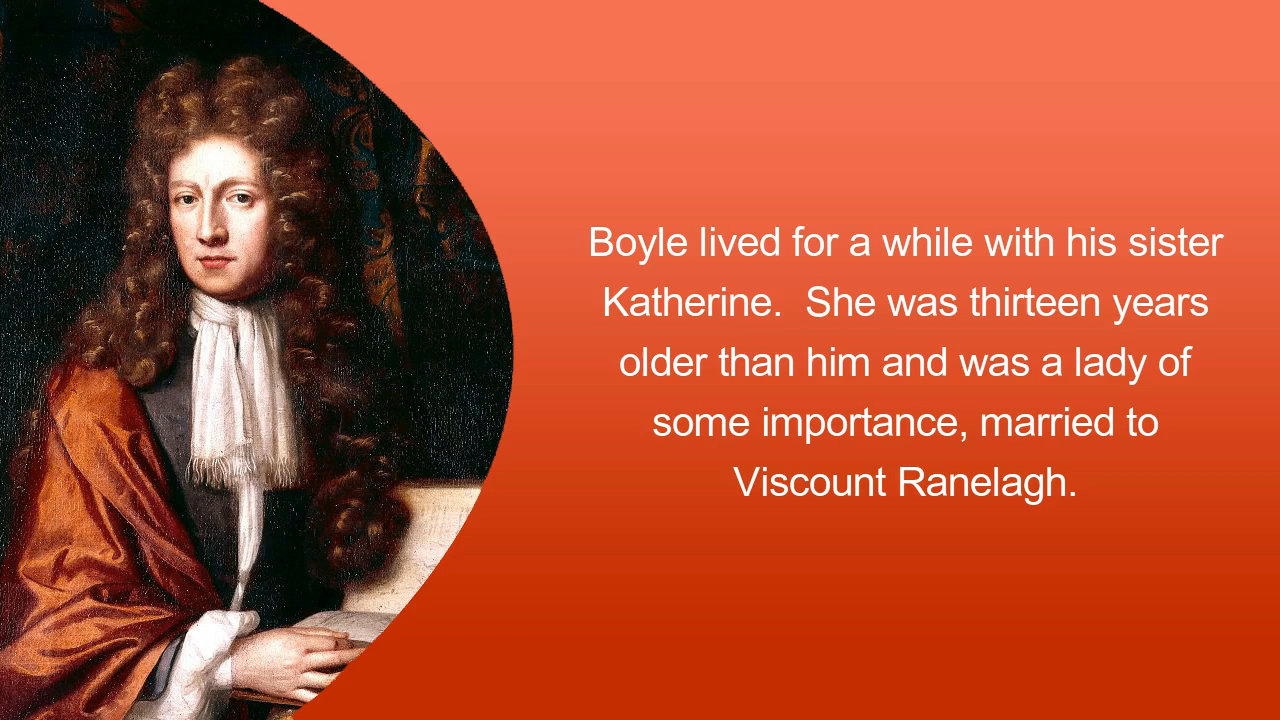 Boyle lived for a while with his sister
Katherine.  She was thirteen years
older than him and was a lady of
some importance, married to
Viscount Ranelagh.